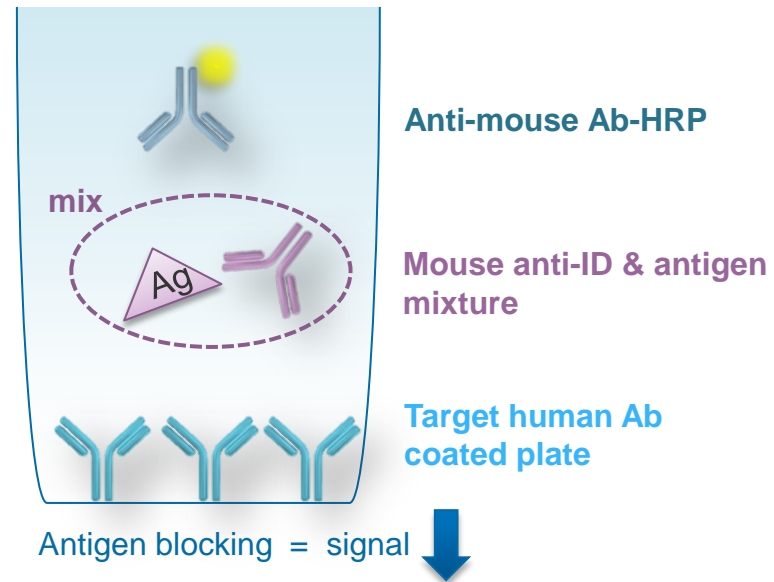 Anti-mouse Ab-HRP
mix
Ag
Mouse anti-ID & antigen
mixture
Target human Ab
coated plate
Antigen blocking = signal